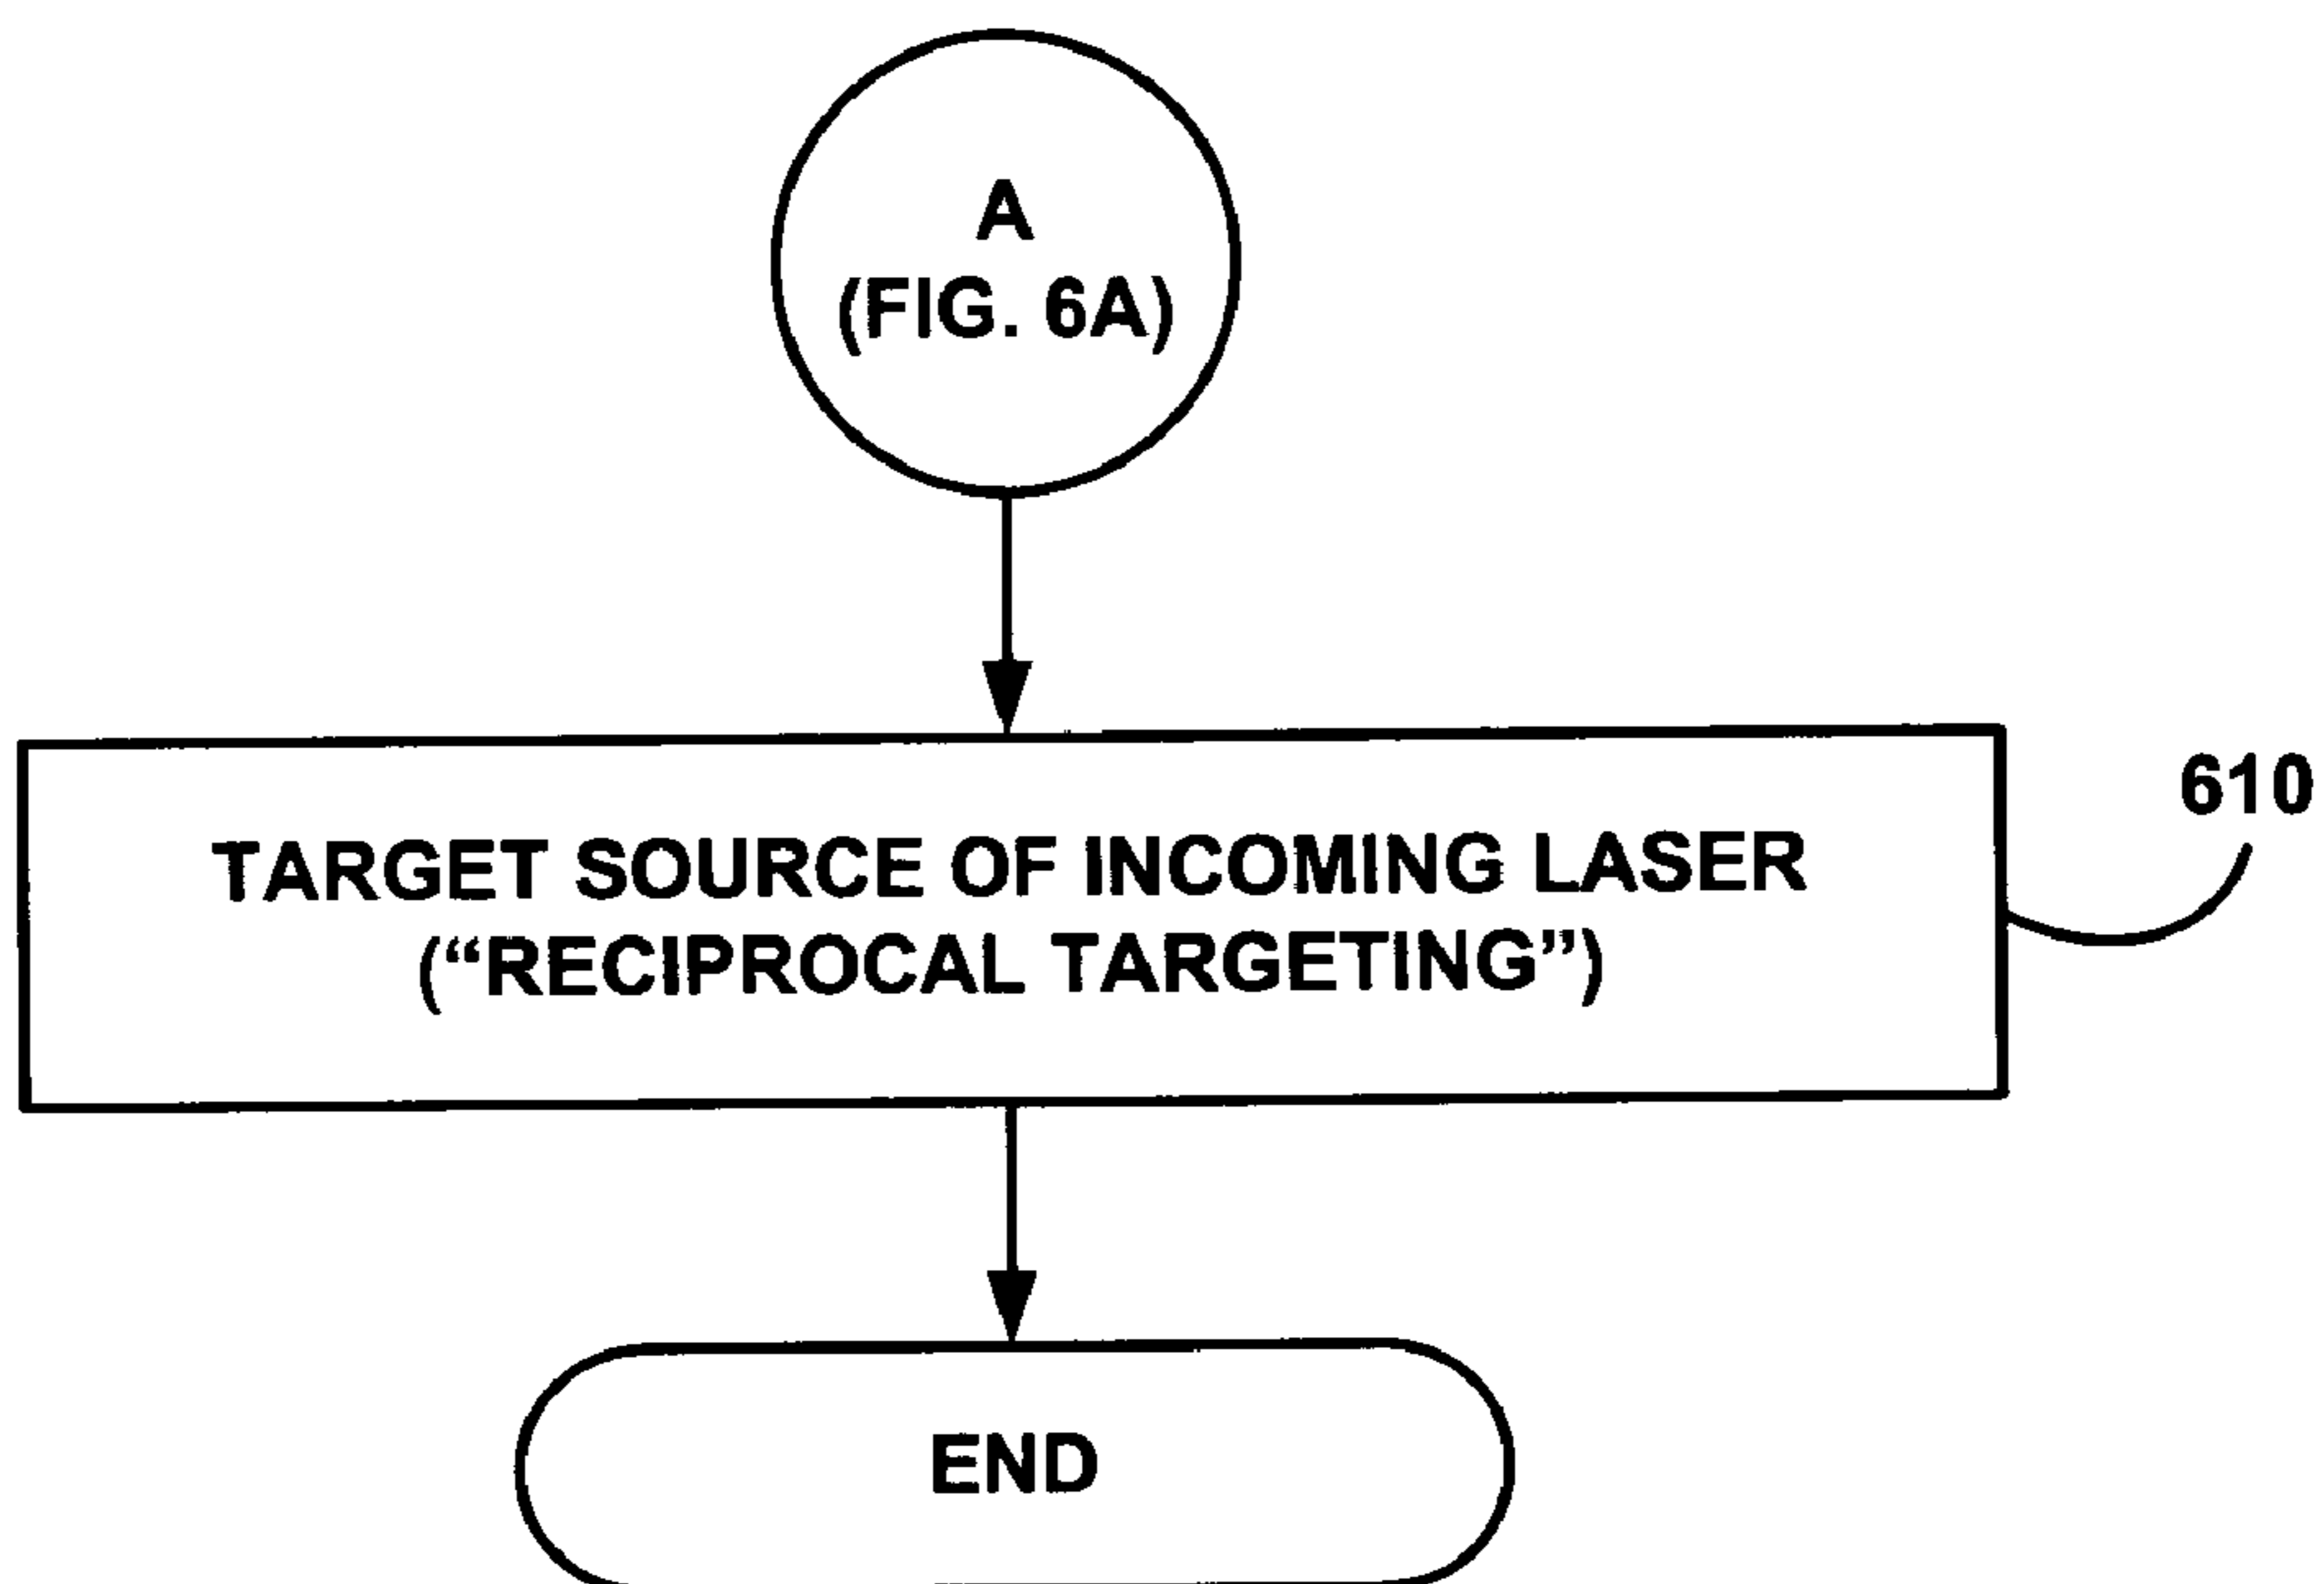 A
(FIG. 6A)
610
TARGET SOURCE OF INCOMING LASER
(“RECIPROCAL TARGETING”)
END